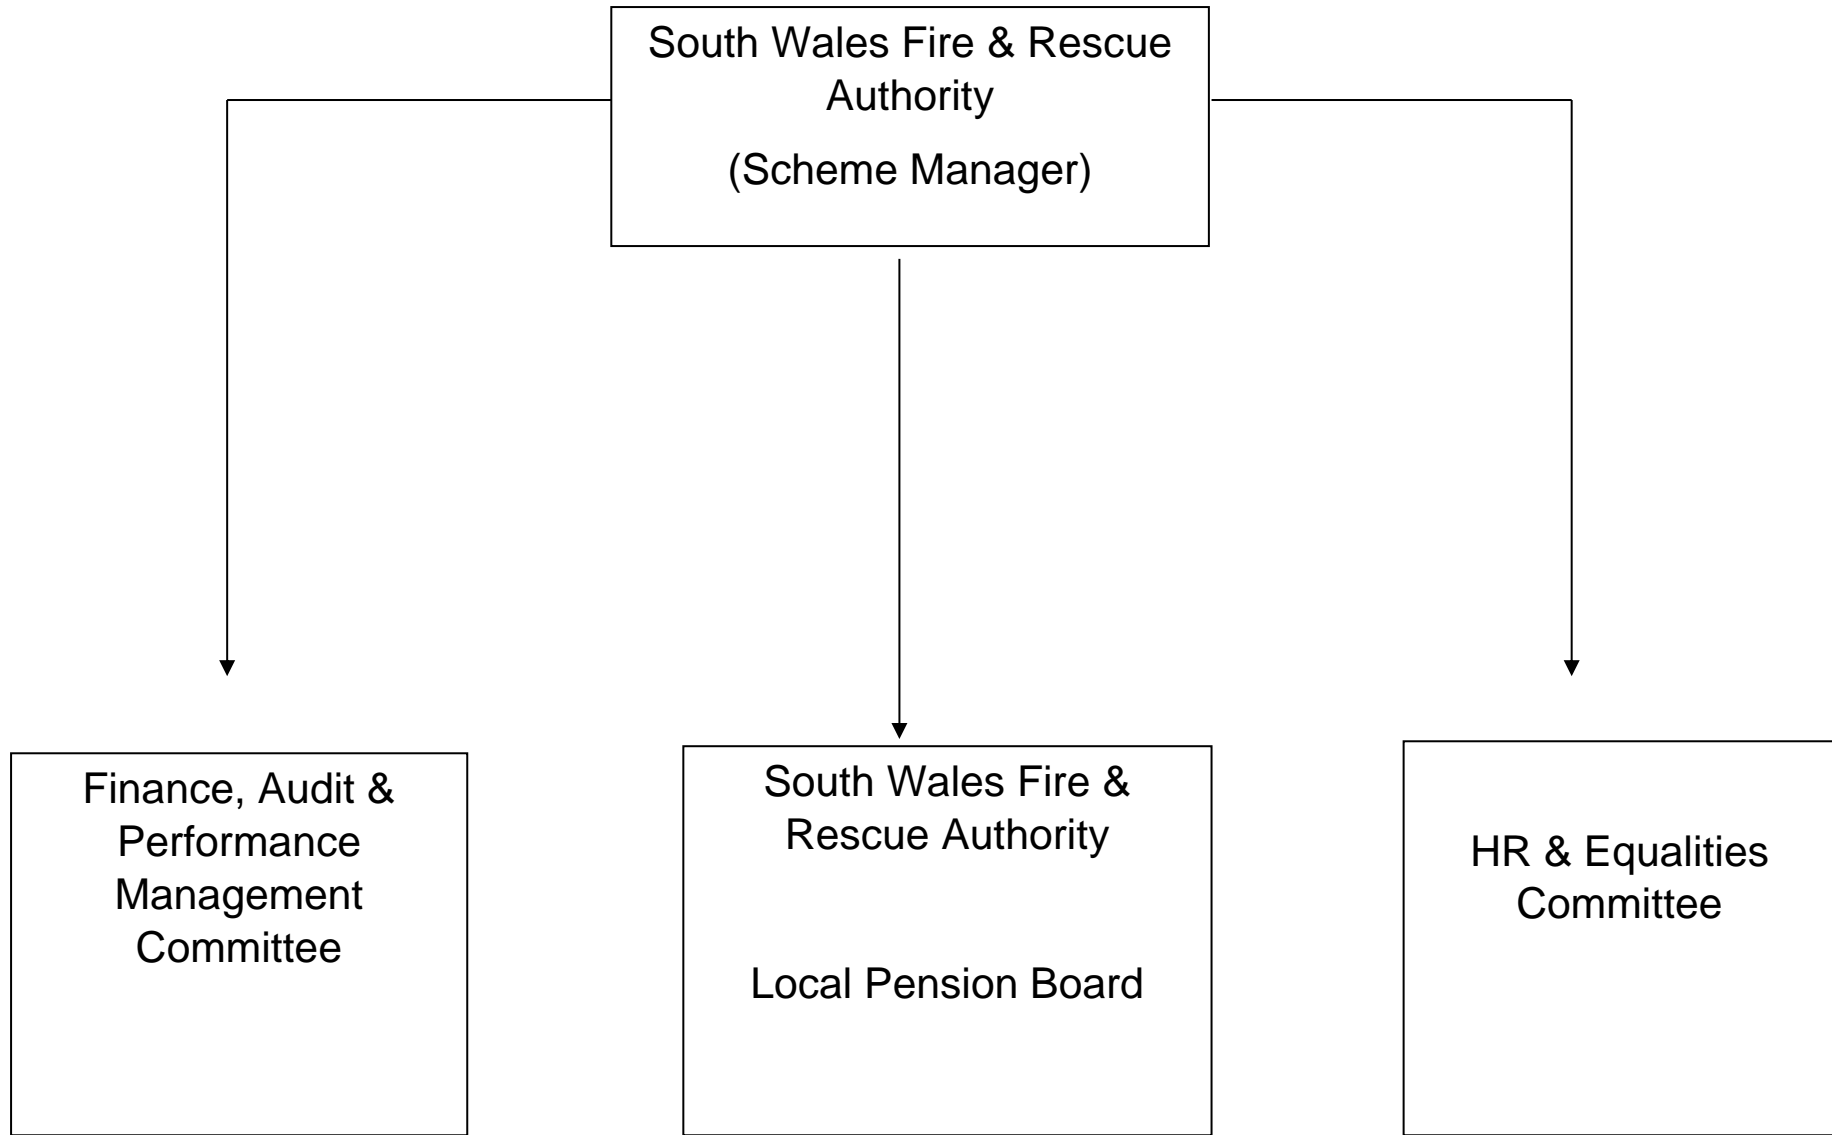 South Wales Fire & Rescue
Authority
(Scheme Manager)
Finance, Audit &
Performance
Management
Committee
South Wales Fire &
Rescue Authority
Local Pension Board
HR & Equalities
Committee